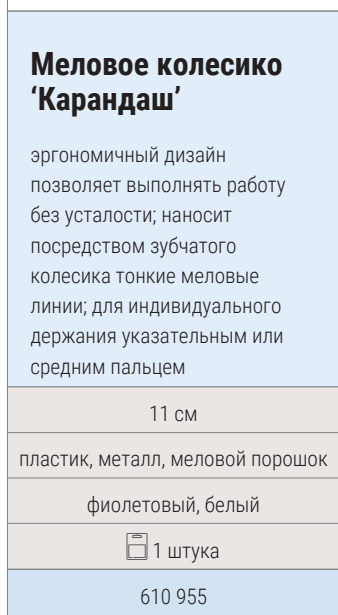 Меловое колесико
‘Карандаш’
эргономичный дизайн
позволяет выполнять работу
без усталости; наносит
посредством зубчатого
колесика тонкие меловые
линии; для индивидуального
держания указательным или
средним пальцем
11 см
пластик, металл, меловой порошок
фиолетовый, белый
1 штука
610 955